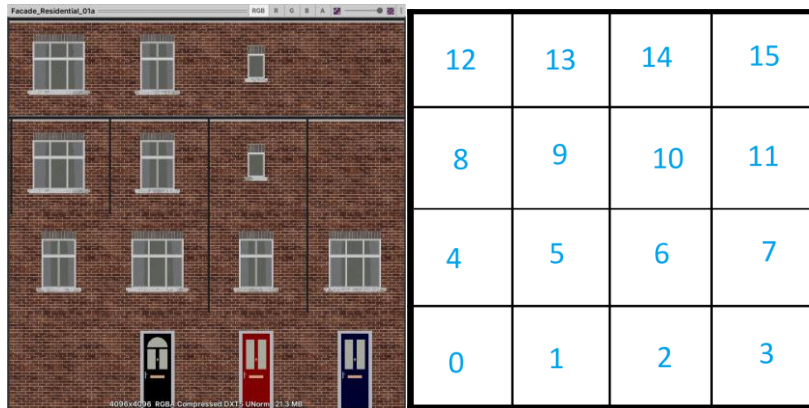 Facade_Residential_01a
RGB R G B A
12 13 14 15
8 9 10 11
4 5 6 7
0 1 2 3
4096x4096 RGBA Compressed DXT5 UNorm 21.3 MB